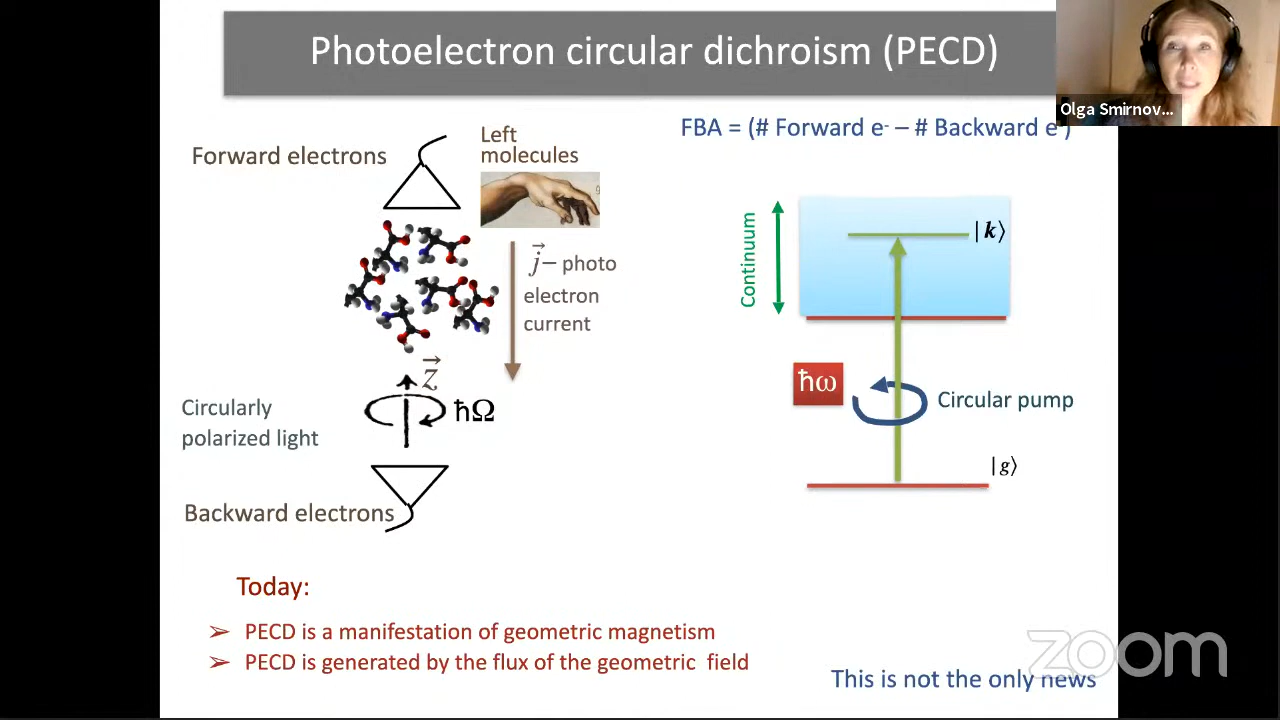 Photoelectron circular dichroism (PECD)
Olga Smirnov...
FBA = (# Forward e- – # Backward e-)
Forward electrons
Left
molecules
j – photo
electron
current
z
Circularly
polarized light
ħΩ
Backward electrons
Continuum
|k⟩
ħω
Circular pump
|g⟩
Today:
➢ PECD is a manifestation of geometric magnetism
➢ PECD is generated by the flux of the geometric field
This is not the only news
zoom